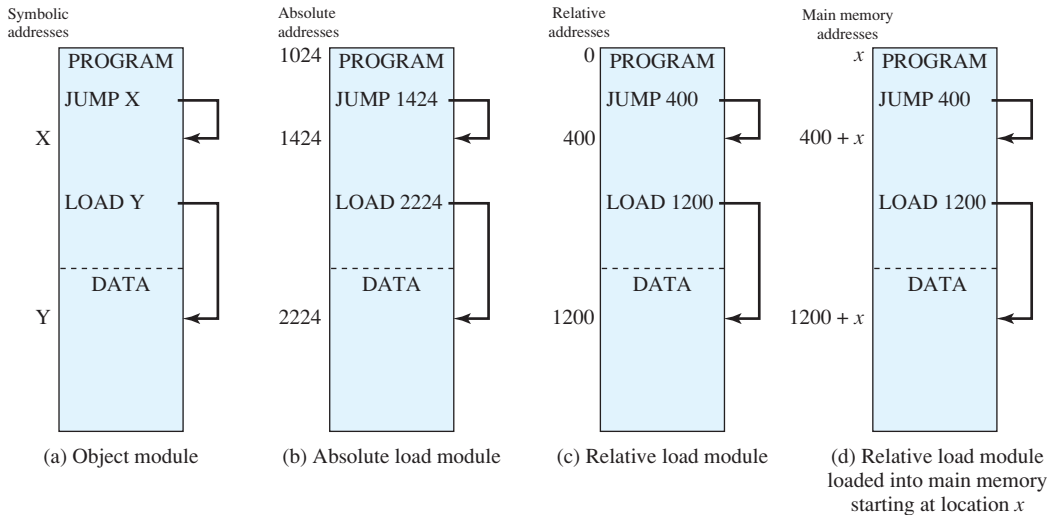 Symbolic
addresses
PROGRAM
JUMP X
X
LOAD Y
DATA
Y
(a) Object module
Absolute
addresses
1024
PROGRAM
JUMP 1424
1424
LOAD 2224
DATA
2224
(b) Absolute load module
Relative
addresses
0
PROGRAM
JUMP 400
400
LOAD 1200
DATA
1200
(c) Relative load module
Main memory
addresses
x
PROGRAM
JUMP 400
400 + x
LOAD 1200
DATA
1200 + x
(d) Relative load module
loaded into main memory
starting at location x